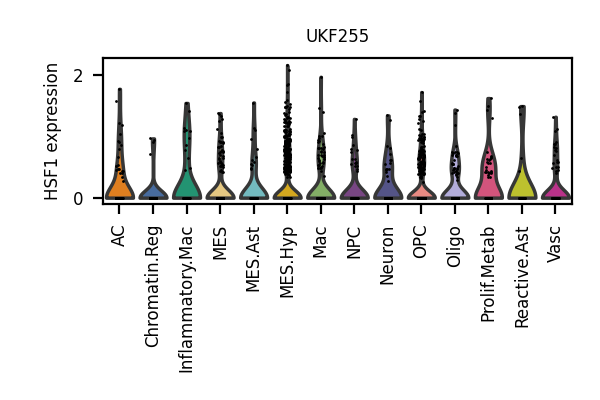 UKF255
HSF1 expression
2
0
AC
Chromatin.Reg
Inflammatory.Mac
MES
MES.Ast
MES.Hyp
Mac
NPC
Neuron
OPC
Oligo
Prolif.Metab
Reactive.Ast
Vasc